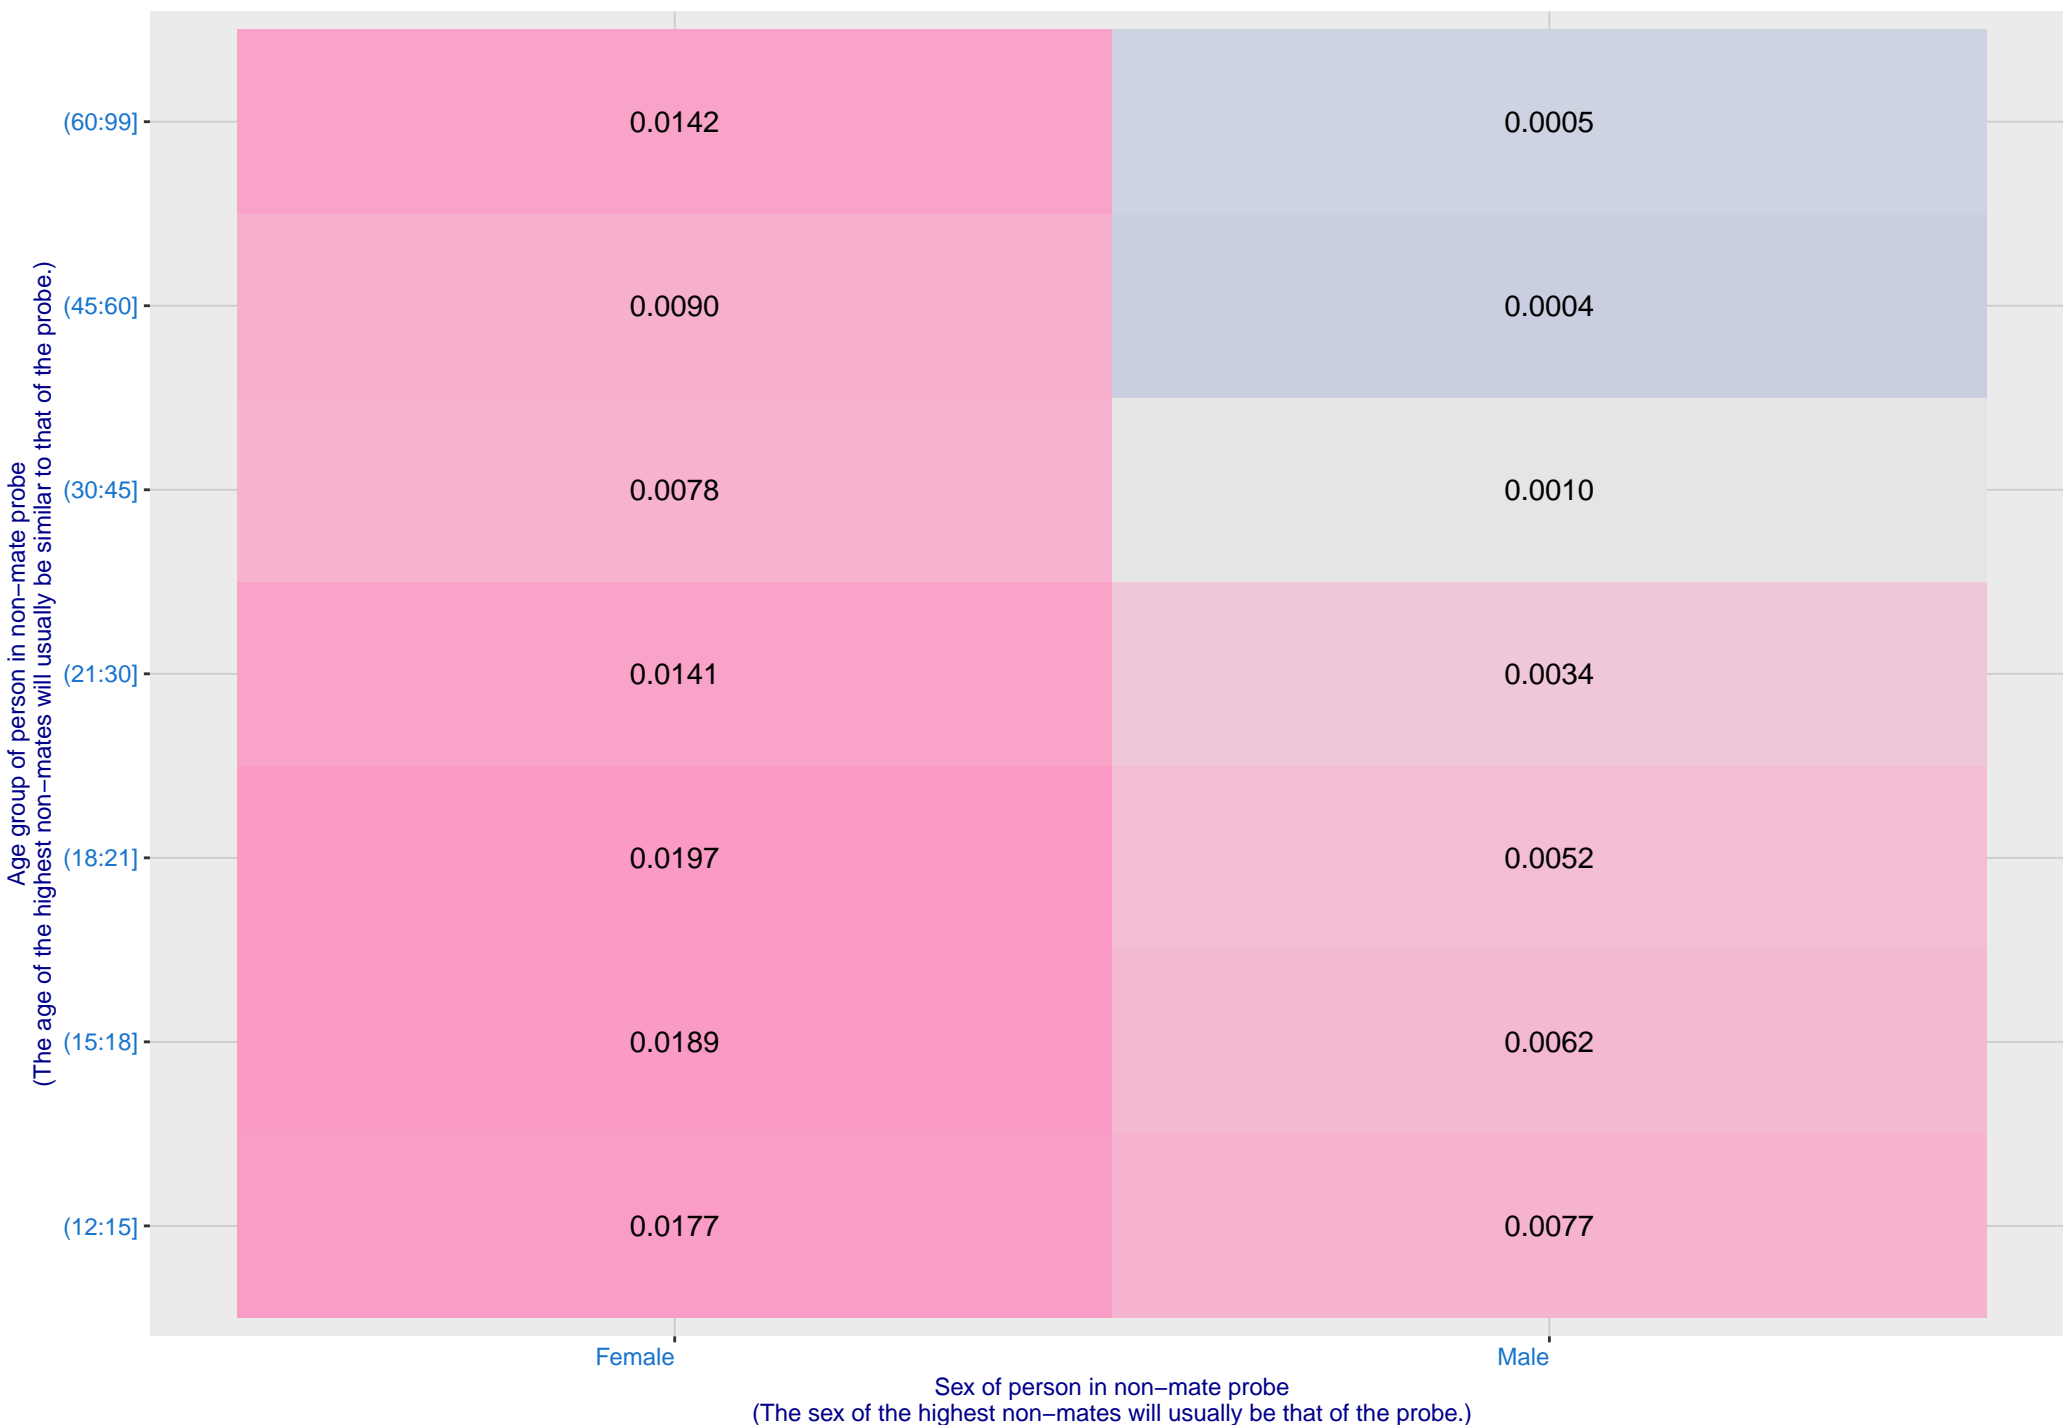 Age group of person in non−mate probe
(The age of the highest non−mates will usually be similar to that of the probe.)
(60:99] 0.0142 0.0005
(45:60] 0.0090 0.0004
(30:45] 0.0078 0.0010
(21:30] 0.0141 0.0034
(18:21] 0.0197 0.0052
(15:18] 0.0189 0.0062
(12:15] 0.0177 0.0077
Female Male
Sex of person in non−mate probe
(The sex of the highest non−mates will usually be that of the probe.)